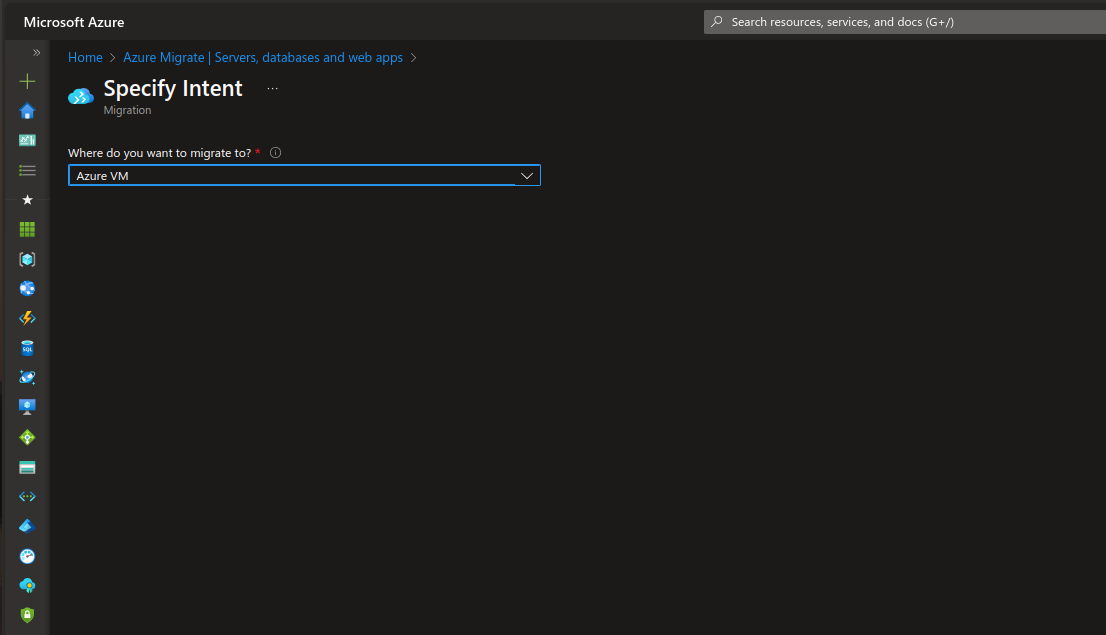 Microsoft Azure
Search resources, services, and docs (G+/)
Home > Azure Migrate | Servers, databases and web apps >
Specify Intent ...
Migration
Where do you want to migrate to? *
Azure VM
SQL